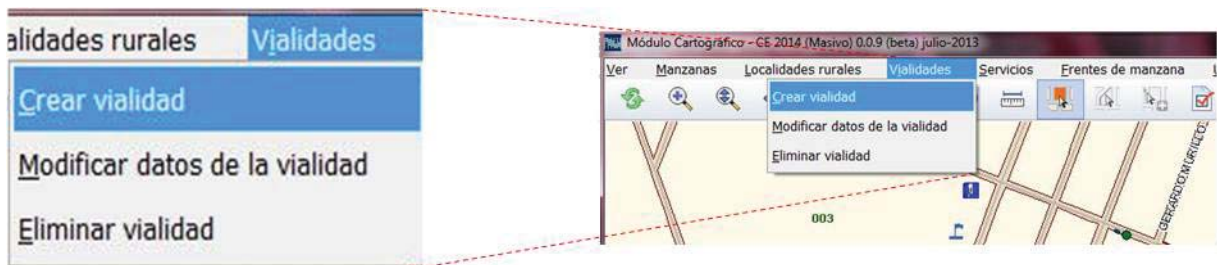 alidades rurales Vialidades
Crear vialidad
Modificar datos de la vialidad
Eliminar vialidad
Módulo Cartográfico - CE 2014 (Masivo) 0.0.9 (beta) julio-2013
Ver Manzanas Localidades rurales Vialidades Servicios Frentes de manzana
Crear vialidad
Modificar datos de la vialidad
Eliminar vialidad
003
GERARDO MURILLO